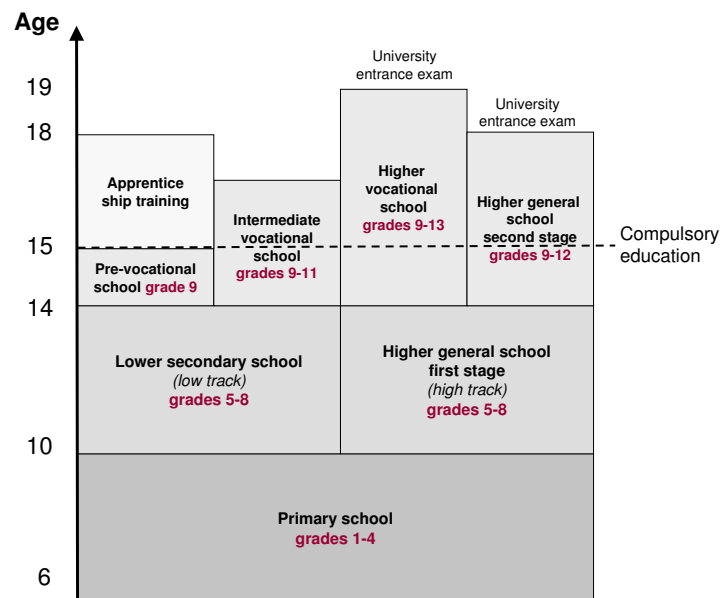 Age
University
entrance exam
19
University
entrance exam
18
Apprentice
ship training
Higher
vocational
school
grades 9-13
Intermediate
vocational
school
grades 9-11
Higher general
school
second stage
grades 9-12
15
Compulsory
education
Pre-vocational
school grade 9
14
Lower secondary school
(low track)
grades 5-8
Higher general school
first stage
(high track)
grades 5-8
10
Primary school
grades 1-4
6